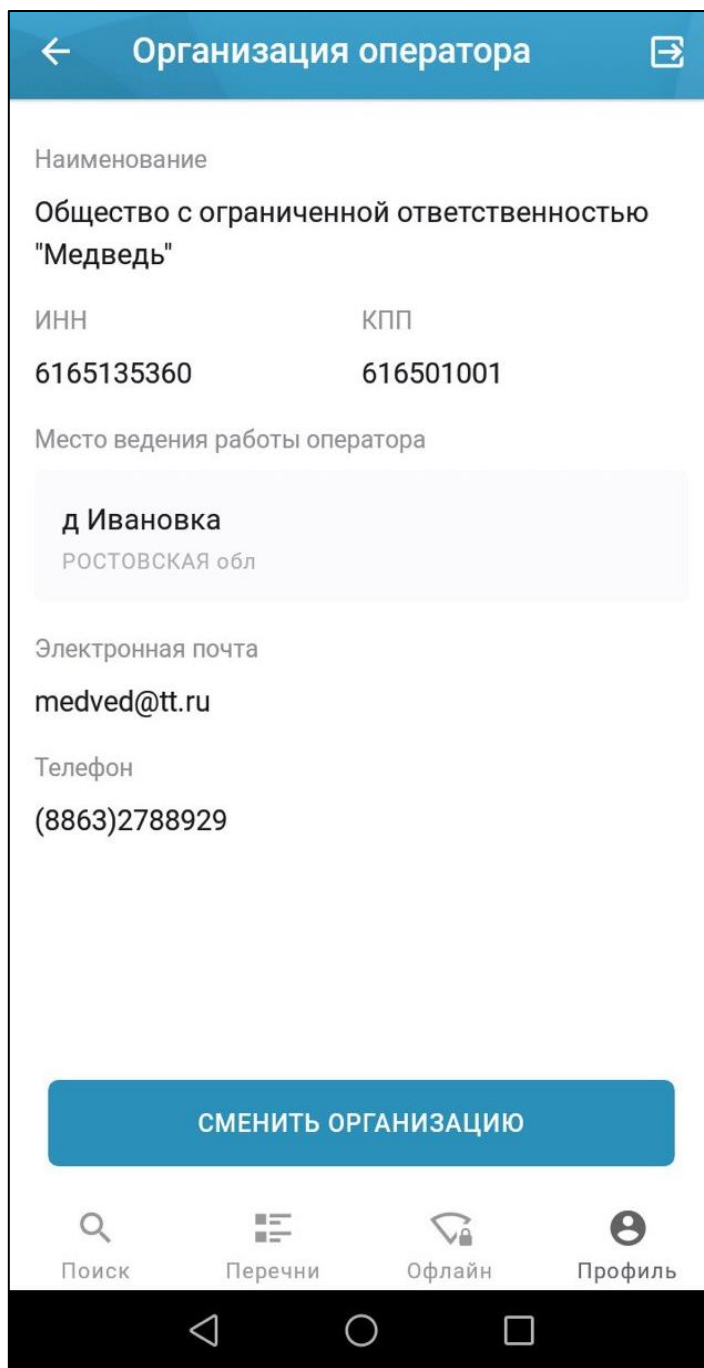 Организация оператора
Наименование
Общество с ограниченной ответственностью
"Медведь"
ИНН
КПП
6165135360
616501001
Место ведения работы оператора
д Ивановка
РОСТОВСКАЯ обл
Электронная почта
medved@tt.ru
Телефон
(8863)2788929
СМЕНИТЬ ОРГАНИЗАЦИЮ
Поиск
Перечни
Офлайн
Профиль